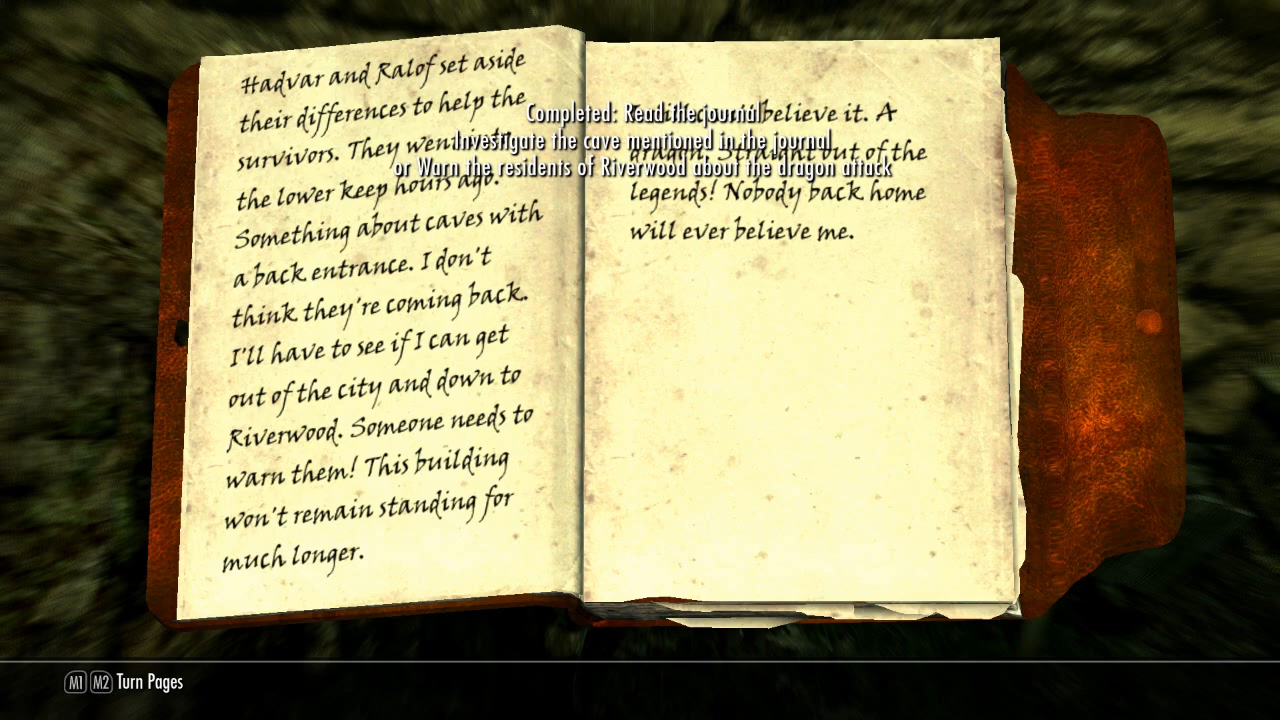 Hadvar and Ralof set aside
their differences to help the
survivors. They went to
the lower keep hours ago.
Something about caves with
a back entrance. I don't
think they're coming back.
I'll have to see if I can get
out of the city and down to
Riverwood. Someone needs to
warn them! This building
won't remain standing for
much longer.
believe it. A
dragon! Straight out of the
legends! Nobody back home
will ever believe me.
Completed: Read the journal
Investigate the cave mentioned in the journal
or Warn the residents of Riverwood about the dragon attack
M1 M2 Turn Pages